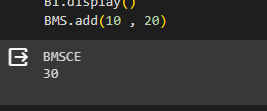 B1.display()
BMS.add(10 , 20)
BMSCE
30